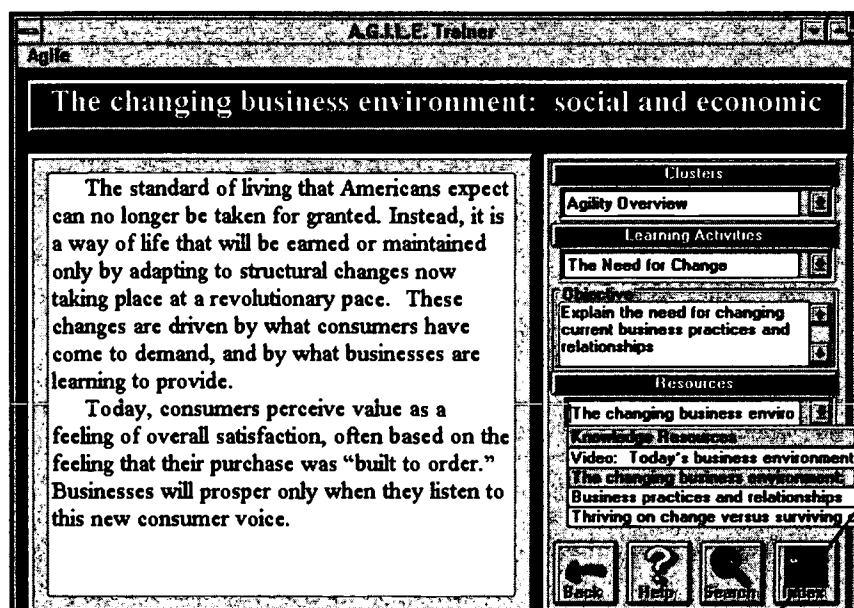 A.G.I.L.E. Trainer
Agile
The changing business environment: social and economic
The standard of living that Americans expect
can no longer be taken for granted. Instead, it is
a way of life that will be earned or maintained
only by adapting to structural changes now
taking place at a revolutionary pace. These
changes are driven by what consumers have
come to demand, and by what businesses are
learning to provide.
Today, consumers perceive value as a
feeling of overall satisfaction, often based on the
feeling that their purchase was “built to order.”
Businesses will prosper only when they listen to
this new consumer voice.
Clusters
Agility Overview
Learning Activities
The Need for Change
Objective
Explain the need for changing
current business practices and
relationships
Resources
The changing business enviro
Knowledge Resources
Video: Today's business environment
The changing business environment:
Business practices and relationships
Thriving on change versus surviving
Back
Help
Search
Index